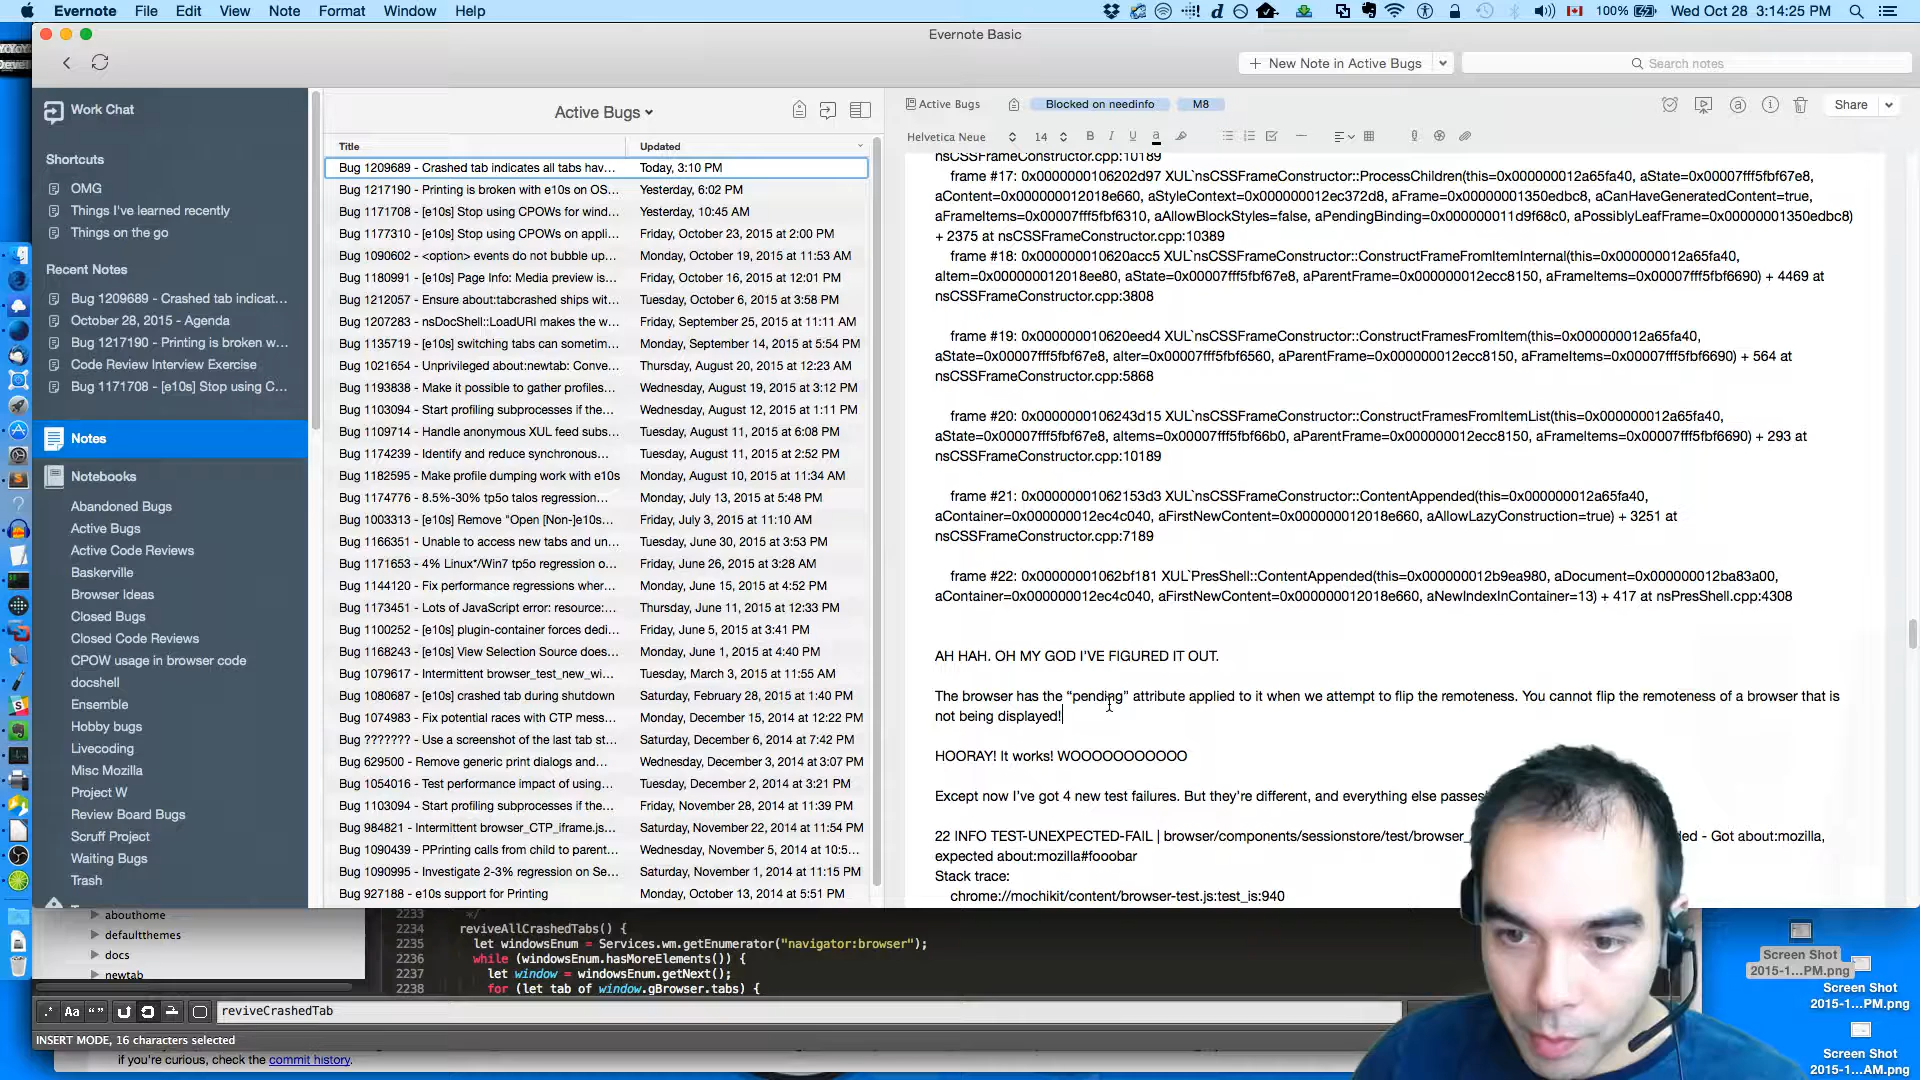 Evernote File Edit View Note Format Window Help
100% Wed Oct 28 3:14:25 PM
Evernote Basic
New Note in Active Bugs
Search notes
Work Chat
Shortcuts
OMG
Things I've learned recently
Things on the go
Recent Notes
Bug 1209689 - Crashed tab indicat...
October 28, 2015 - Agenda
Bug 1217190 - Printing is broken w...
Code Review Interview Exercise
Bug 1171708 - [e10s] Stop using C...
Notes
Notebooks
Abandoned Bugs
Active Bugs
Active Code Reviews
Baskerville
Browser Ideas
Closed Bugs
Closed Code Reviews
CPOW usage in browser code
docshell
Ensemble
Hobby bugs
Livecoding
Misc Mozilla
Project W
Review Board Bugs
Scruff Project
Waiting Bugs
Trash
Active Bugs
Title Updated
Bug 1209689 - Crashed tab indicates all tabs hav... Today, 3:10 PM
Bug 1217190 - Printing is broken with e10s on OS... Yesterday, 6:02 PM
Bug 1171708 - [e10s] Stop using CPOWs for wind... Yesterday, 10:45 AM
Bug 1177310 - [e10s] Stop using CPOWs on appli... Friday, October 23, 2015 at 2:00 PM
Bug 1090602 - <option> events do not bubble up... Monday, October 19, 2015 at 11:53 AM
Bug 1180991 - [e10s] Page Info: Media preview is... Friday, October 16, 2015 at 12:01 PM
Bug 1212057 - Ensure about:tabcrashed ships wit... Tuesday, October 6, 2015 at 3:58 PM
Bug 1207283 - nsDocShell::LoadURI makes the w... Friday, September 25, 2015 at 11:11 AM
Bug 1135719 - [e10s] switching tabs can sometim... Monday, September 14, 2015 at 5:54 PM
Bug 1021654 - Unprivileged about:newtab: Conve... Thursday, August 20, 2015 at 12:23 AM
Bug 1193838 - Make it possible to gather profiles... Wednesday, August 19, 2015 at 3:12 PM
Bug 1103094 - Start profiling subprocesses if the... Wednesday, August 12, 2015 at 1:11 PM
Bug 1109714 - Handle anonymous XUL feed subs... Tuesday, August 11, 2015 at 6:08 PM
Bug 1174239 - Identify and reduce synchronous... Tuesday, August 11, 2015 at 2:52 PM
Bug 1182595 - Make profile dumping work with e10s Monday, August 10, 2015 at 11:34 AM
Bug 1174776 - 8.5%-30% tp5o talos regression... Monday, July 13, 2015 at 5:48 PM
Bug 1003313 - [e10s] Remove "Open [Non-]e10s... Friday, July 3, 2015 at 11:10 AM
Bug 1166351 - Unable to access new tabs and un... Tuesday, June 30, 2015 at 3:53 PM
Bug 1171653 - 4% Linux*/Win7 tp5o regression o... Friday, June 26, 2015 at 3:28 AM
Bug 1144120 - Fix performance regressions wher... Monday, June 15, 2015 at 4:52 PM
Bug 1173451 - Lots of JavaScript error: resource:... Thursday, June 11, 2015 at 12:33 PM
Bug 1100252 - [e10s] plugin-container forces dedi... Friday, June 5, 2015 at 3:41 PM
Bug 1168243 - [e10s] View Selection Source does... Monday, June 1, 2015 at 4:40 PM
Bug 1079617 - Intermittent browser_test_new_wi... Tuesday, March 3, 2015 at 11:55 AM
Bug 1080687 - [e10s] crashed tab during shutdown Saturday, February 28, 2015 at 1:40 PM
Bug 1074983 - Fix potential races with CTP mess... Monday, December 15, 2014 at 12:22 PM
Bug ??????? - Use a screenshot of the last tab st... Saturday, December 6, 2014 at 7:42 PM
Bug 629500 - Remove generic print dialogs and... Wednesday, December 3, 2014 at 3:07 PM
Bug 1054016 - Test performance impact of using... Tuesday, December 2, 2014 at 3:21 PM
Bug 1103094 - Start profiling subprocesses if the... Friday, November 28, 2014 at 11:39 PM
Bug 984821 - Intermittent browser_CTP_iframe.js... Saturday, November 22, 2014 at 11:54 PM
Bug 1090439 - PPrinting calls from child to parent... Wednesday, November 5, 2014 at 10:5...
Bug 1090995 - Investigate 2-3% regression on Se... Saturday, November 1, 2014 at 11:15 PM
Bug 927188 - e10s support for Printing Monday, October 13, 2014 at 5:51 PM
Active Bugs Blocked on needinfo M8 Share
Helvetica Neue 14 B I U a
nsCSSFrameConstructor.cpp:10189
frame #17: 0x0000000106202d97 XUL`nsCSSFrameConstructor::ProcessChildren(this=0x000000012a65fa40, aState=0x00007fff5fbf67e8,
aContent=0x000000012018e660, aStyleContext=0x000000012ec372d8, aFrame=0x00000001350edbc8, aCanHaveGeneratedContent=true,
aFrameItems=0x00007fff5fbf6310, aAllowBlockStyles=false, aPendingBinding=0x000000011d9f68c0, aPossiblyLeafFrame=0x00000001350edbc8)
+ 2375 at nsCSSFrameConstructor.cpp:10389
frame #18: 0x000000010620acc5 XUL`nsCSSFrameConstructor::ConstructFrameFromItemInternal(this=0x000000012a65fa40,
aItem=0x000000012018ee80, aState=0x00007fff5fbf67e8, aParentFrame=0x000000012ecc8150, aFrameItems=0x00007fff5fbf6690) + 4469 at
nsCSSFrameConstructor.cpp:3808
frame #19: 0x000000010620eed4 XUL`nsCSSFrameConstructor::ConstructFramesFromItem(this=0x000000012a65fa40,
aState=0x00007fff5fbf67e8, aIter=0x00007fff5fbf6560, aParentFrame=0x000000012ecc8150, aFrameItems=0x00007fff5fbf6690) + 564 at
nsCSSFrameConstructor.cpp:5868
frame #20: 0x0000000106243d15 XUL`nsCSSFrameConstructor::ConstructFramesFromItemList(this=0x000000012a65fa40,
aState=0x00007fff5fbf67e8, aItems=0x00007fff5fbf66b0, aParentFrame=0x000000012ecc8150, aFrameItems=0x00007fff5fbf6690) + 293 at
nsCSSFrameConstructor.cpp:10189
frame #21: 0x00000001062153d3 XUL`nsCSSFrameConstructor::ContentAppended(this=0x000000012a65fa40,
aContainer=0x000000012ec4c040, aFirstNewContent=0x000000012018e660, aAllowLazyConstruction=true) + 3251 at
nsCSSFrameConstructor.cpp:7189
frame #22: 0x00000001062bf181 XUL`PresShell::ContentAppended(this=0x000000012b9ea980, aDocument=0x000000012ba83a00,
aContainer=0x000000012ec4c040, aFirstNewContent=0x000000012018e660, aNewIndexInContainer=13) + 417 at nsPresShell.cpp:4308
AH HAH. OH MY GOD I'VE FIGURED IT OUT.
The browser has the “pending” attribute applied to it when we attempt to flip the remoteness. You cannot flip the remoteness of a browser that is
not being displayed!
HOORAY! It works! WOOOOOOOOOOO
Except now I've got 4 new test failures. But they're different, and everything else passes
22 INFO TEST-UNEXPECTED-FAIL | browser/components/sessionstore/test/browser_ - Got about:mozilla,
expected about:mozilla#fooobar
Stack trace:
chrome://mochikit/content/browser-test.js:test_is:940
abouthome
defaultthemes
docs
newtab
2233 */
2234 reviveAllCrashedTabs() {
2235 let windowsEnum = Services.wm.getEnumerator("navigator:browser");
2236 while (windowsEnum.hasMoreElements()) {
2237 let window = windowsEnum.getNext();
2238 for (let tab of window.gBrowser.tabs) {
.* Aa “ ” reviveCrashedTab
INSERT MODE, 16 characters selected
if you're curious, check the commit history.
Screen Shot
2015-1...PM.png
Screen Shot
2015-1...PM.png
Screen Shot
2015-1...AM.png